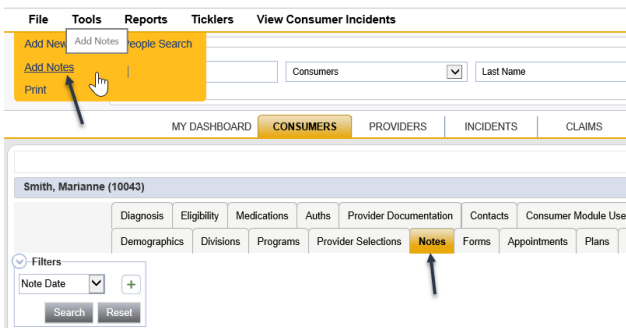 File Tools Reports Ticklers View Consumer Incidents
Add New People Search
Add Notes
Add Notes
Consumers Last Name
Print
MY DASHBOARD CONSUMERS PROVIDERS INCIDENTS CLAIMS
Smith, Marianne (10043)
Diagnosis Eligibility Medications Auths Provider Documentation Contacts Consumer Module Use
Demographics Divisions Programs Provider Selections Notes Forms Appointments Plans
Filters
Note Date +
Search Reset